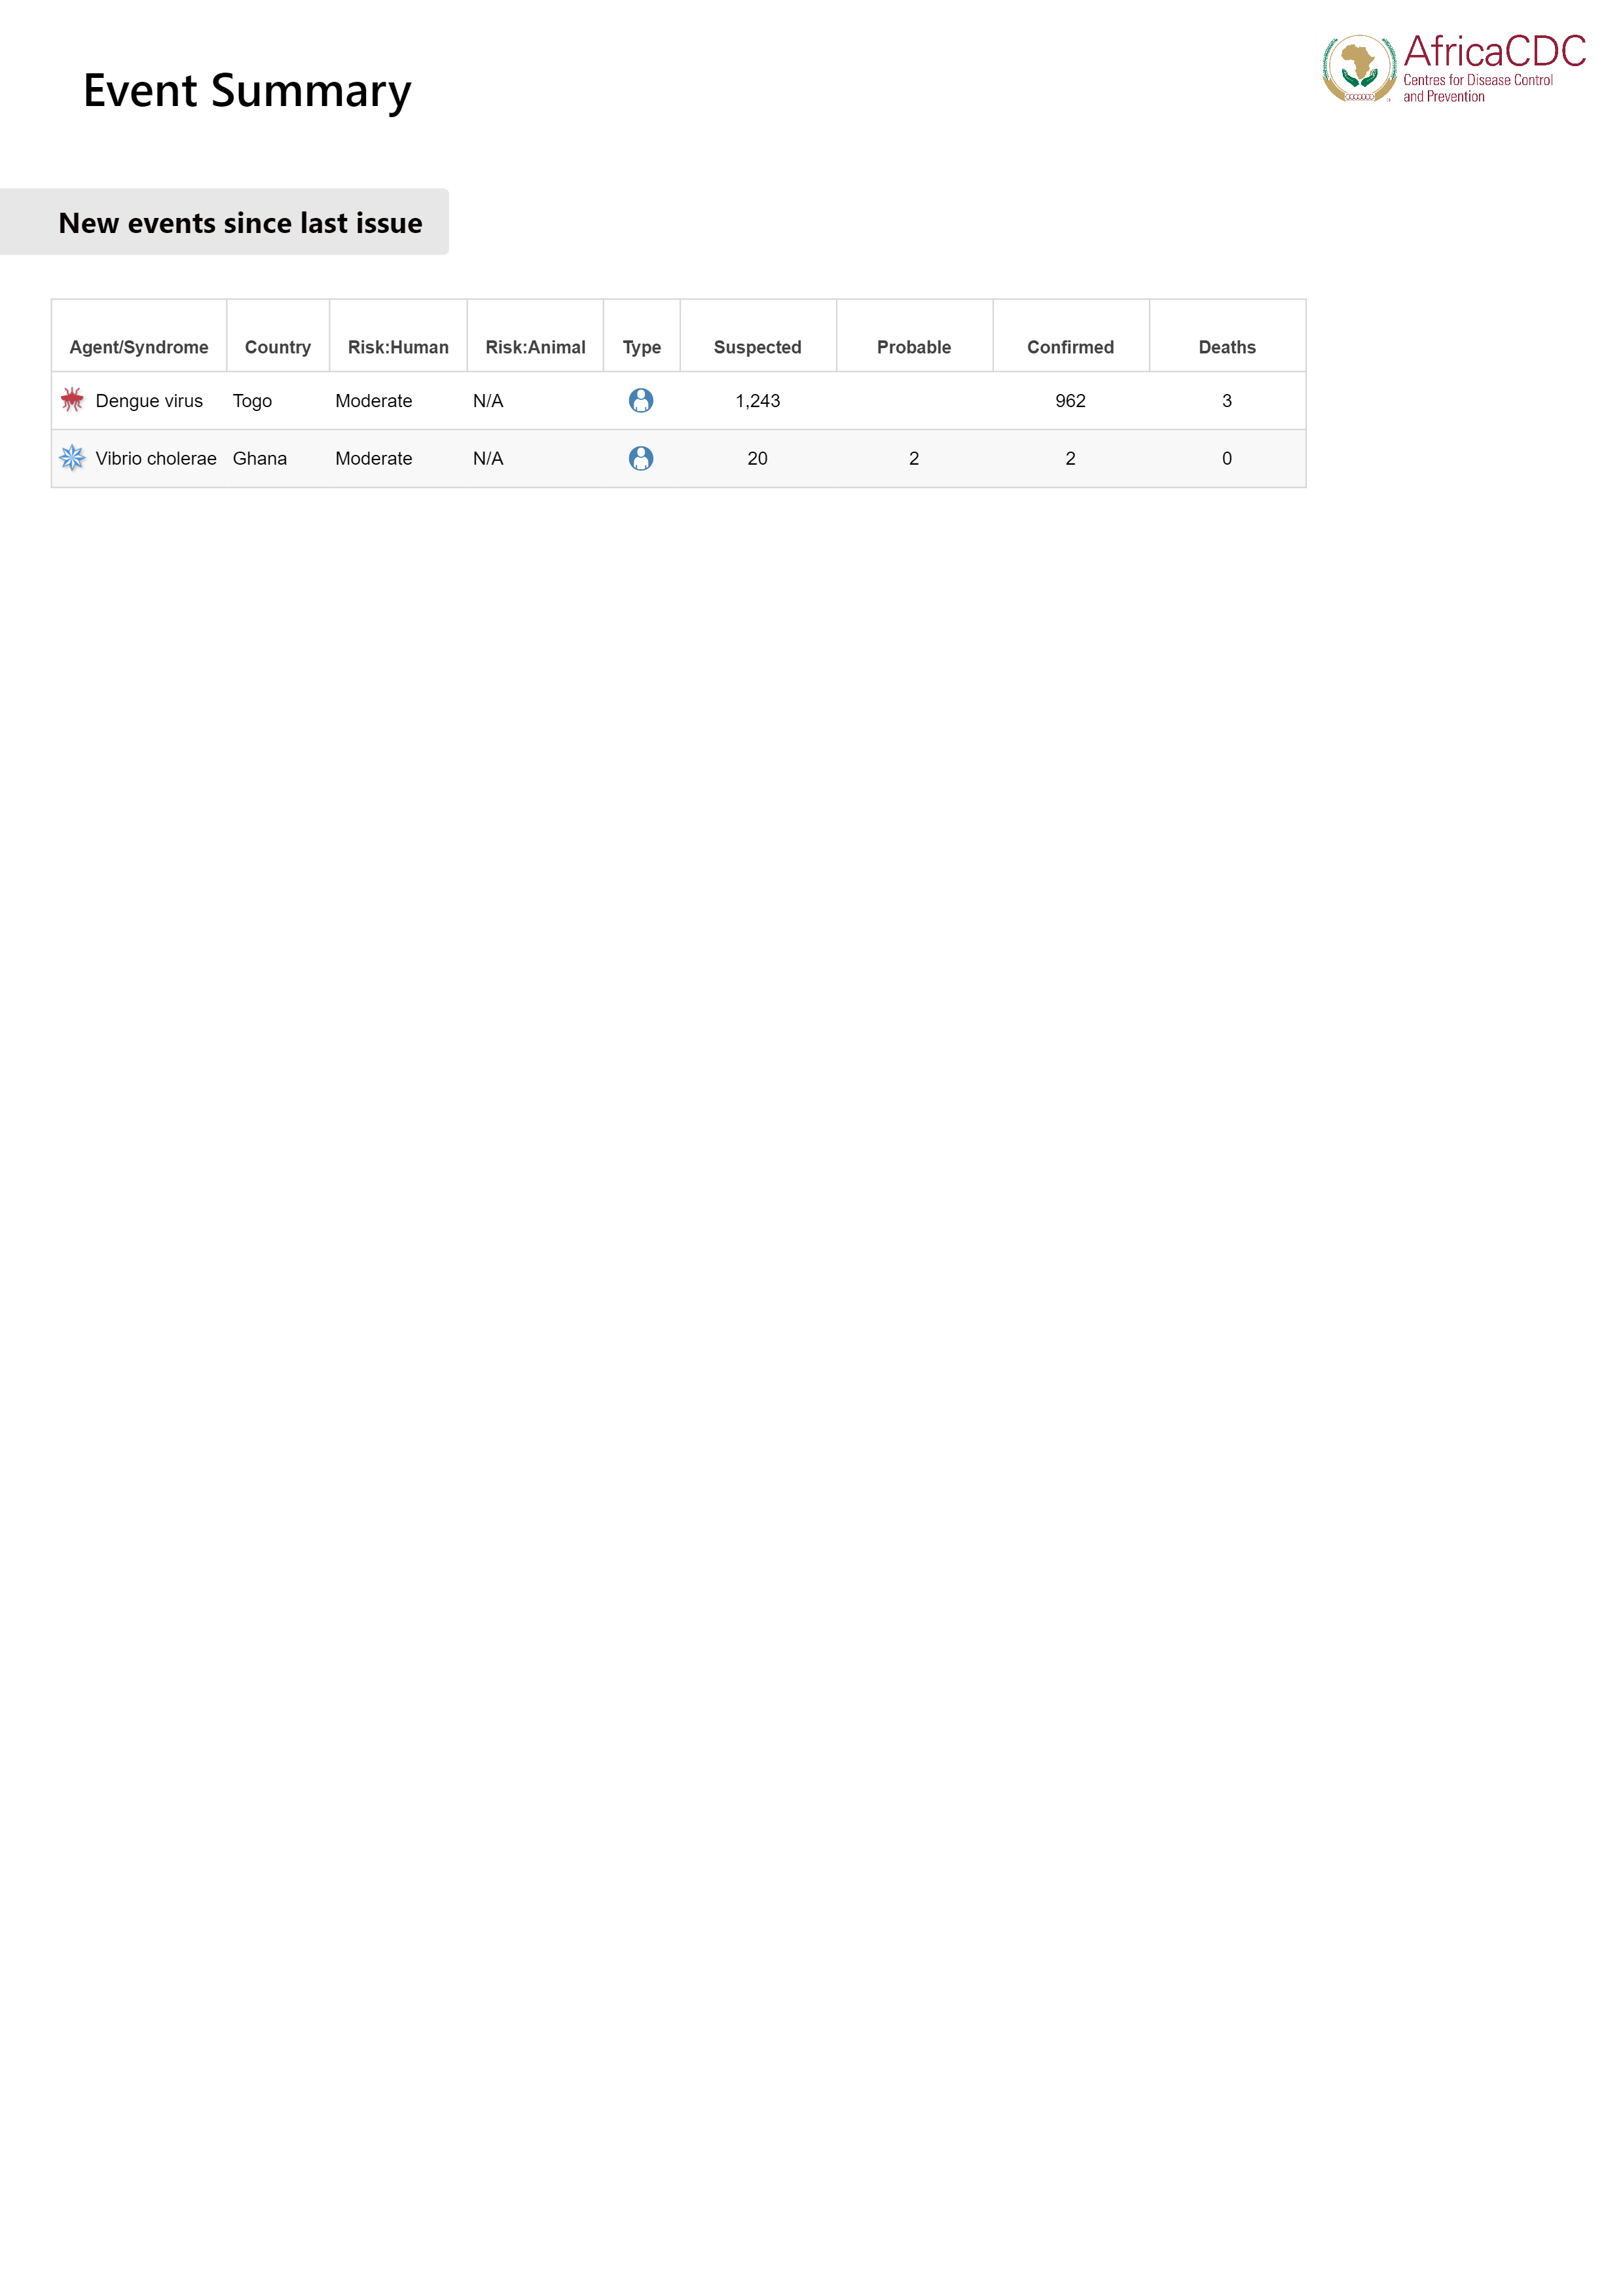 AfricaCDC
Centres for Disease Control
and Prevention
Event Summary
New events since last issue
Agent/Syndrome Country Risk:Human Risk:Animal Type Suspected Probable Confirmed Deaths
Dengue virus Togo Moderate N/A 1,243 962 3
Vibrio cholerae Ghana Moderate N/A 20 2 2 0